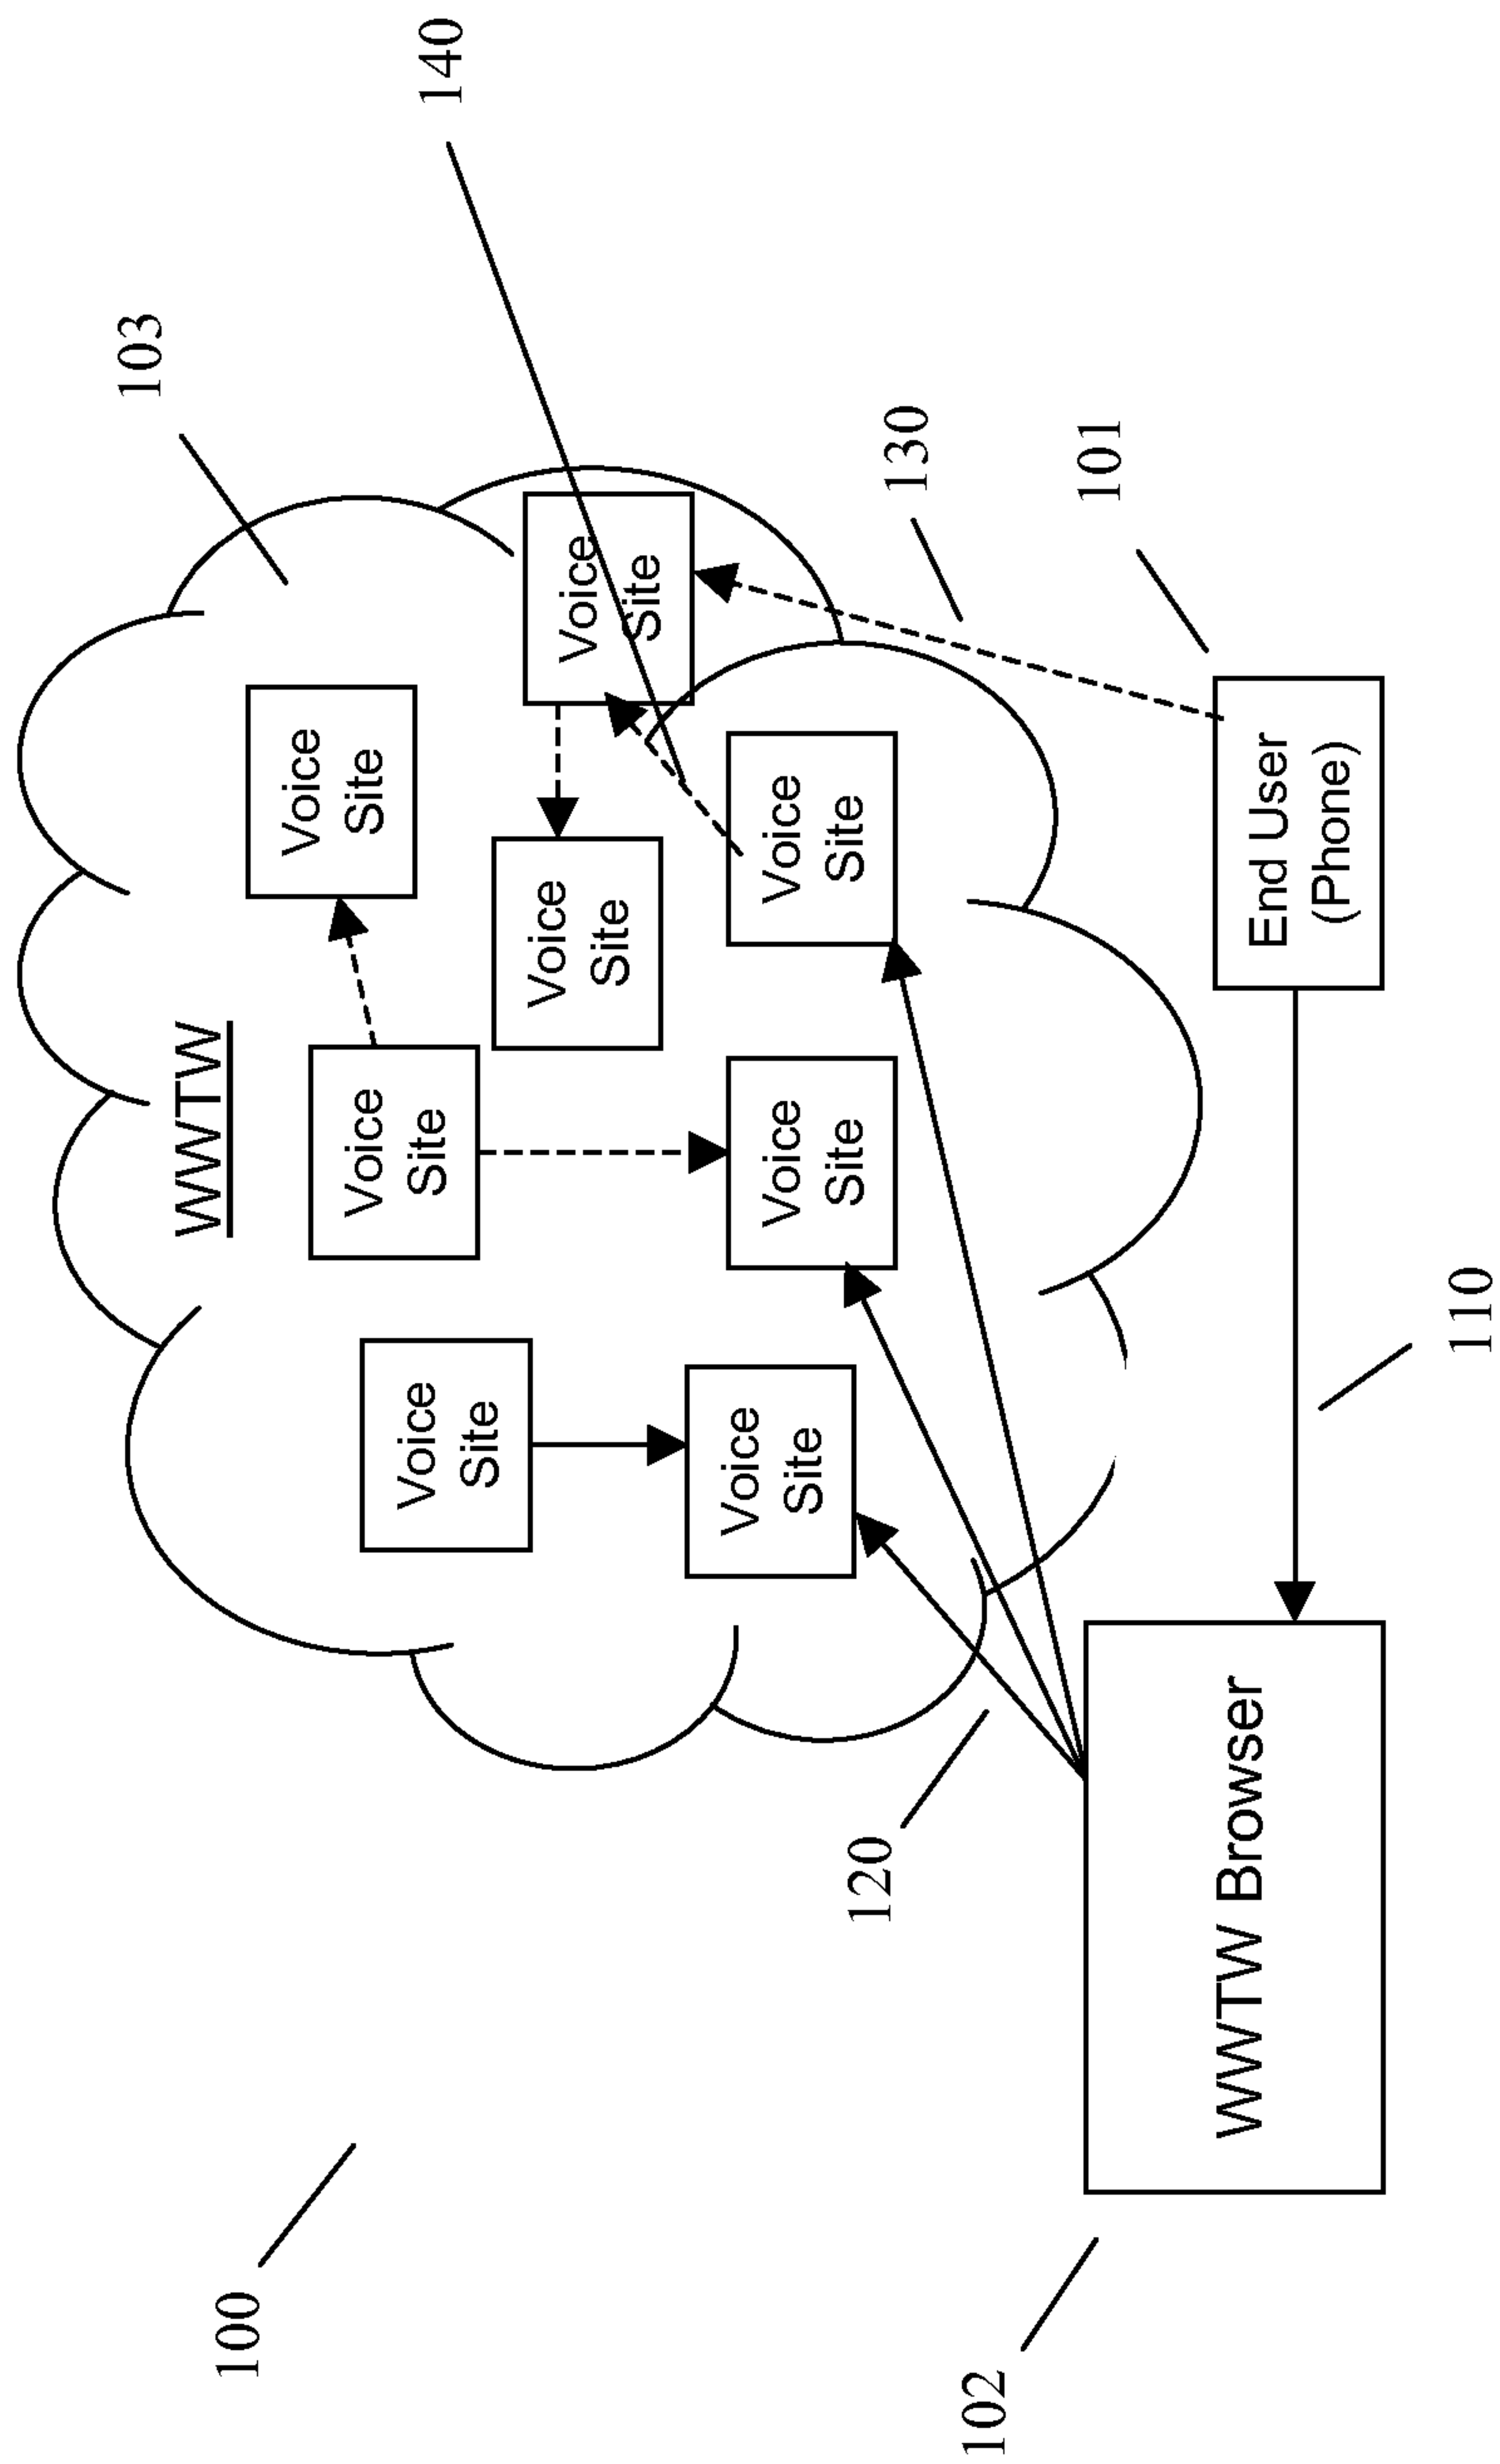 103
WWTW
100
Voice
Site
Voice
Site
Voice
Site
140
Voice
Site
Voice
Site
Voice
Site
Voice
Site
Voice
Site
120
130
102
101
WWTW Browser
End User
(Phone)
110